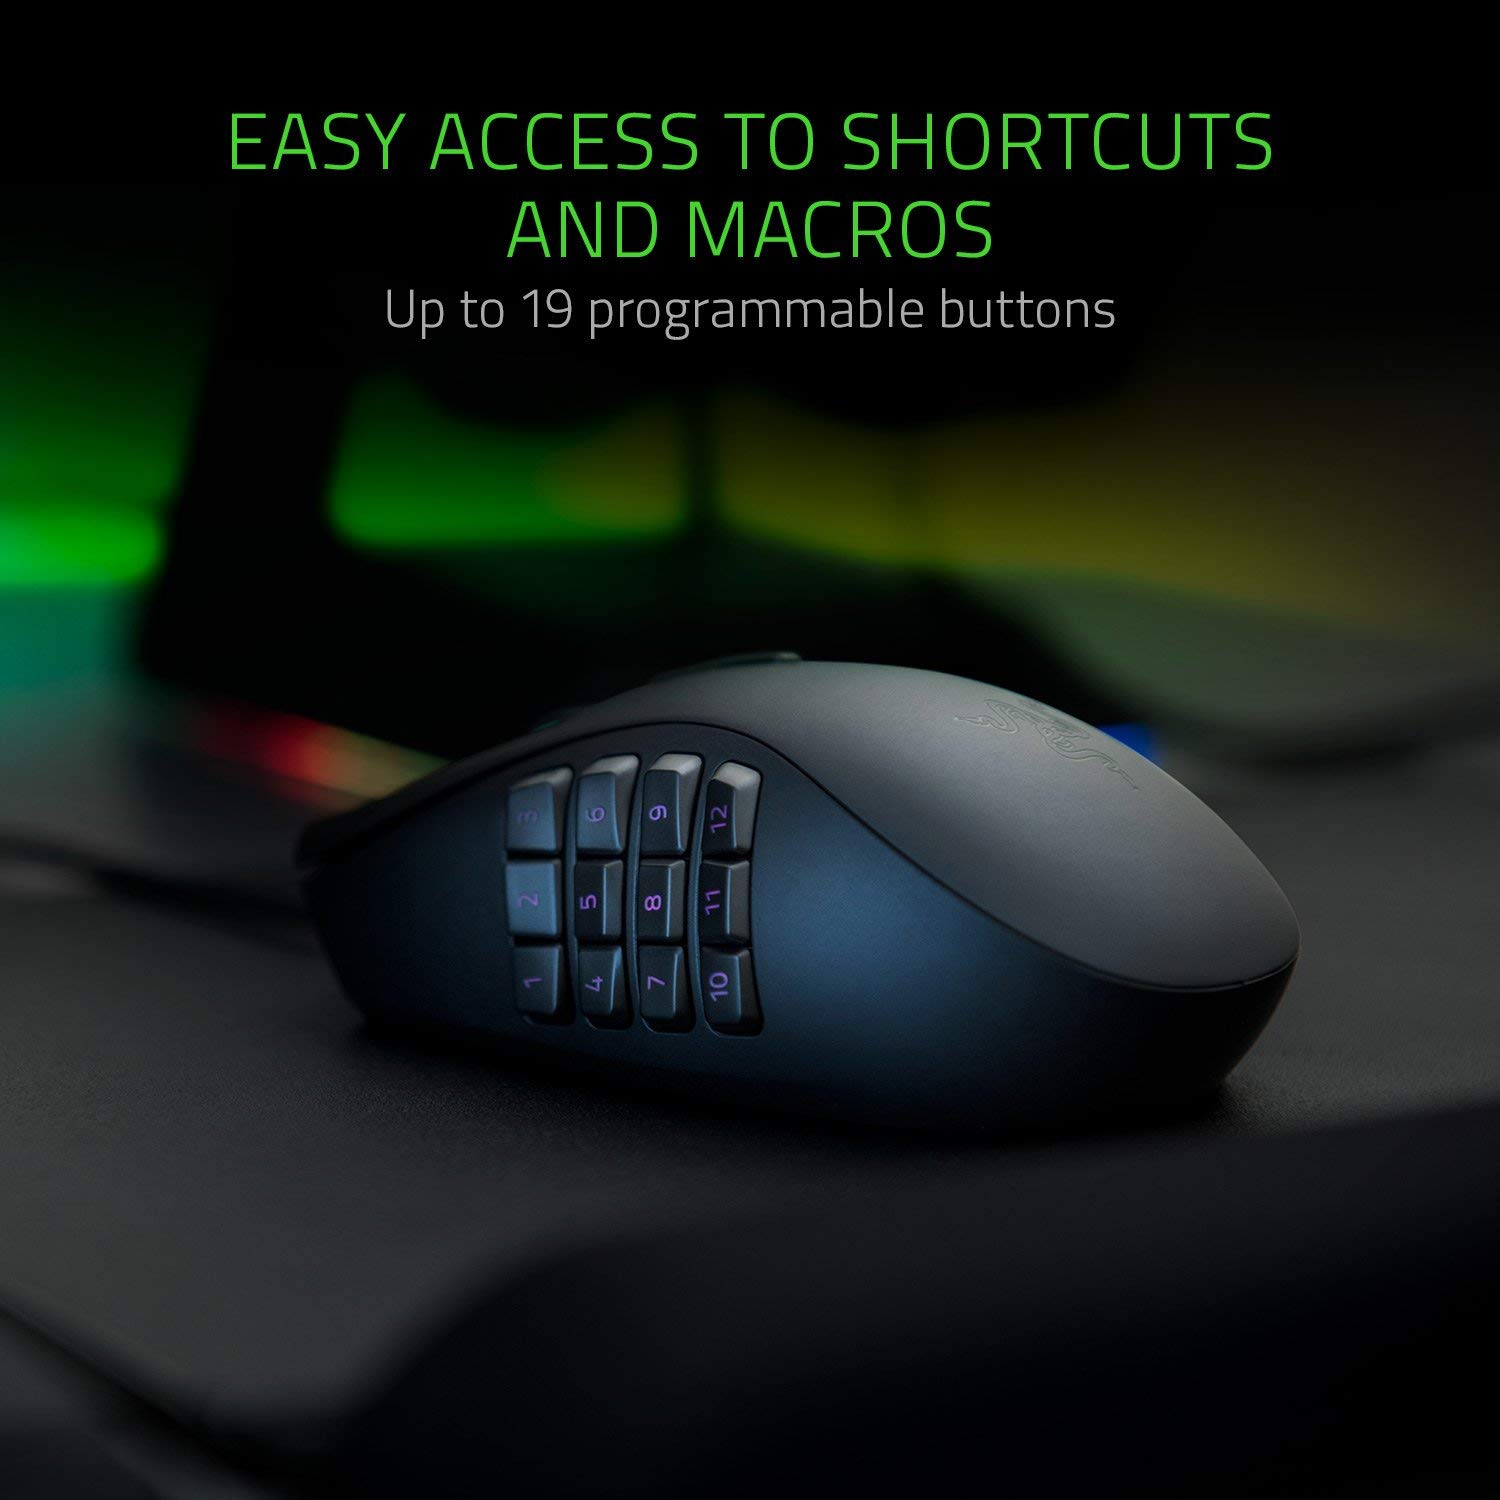 EASY ACCESS TO SHORTCUTS
AND MACROS
Up to 19 programmable buttons
3 6 9 12
2 5 8 11
1 4 7 10